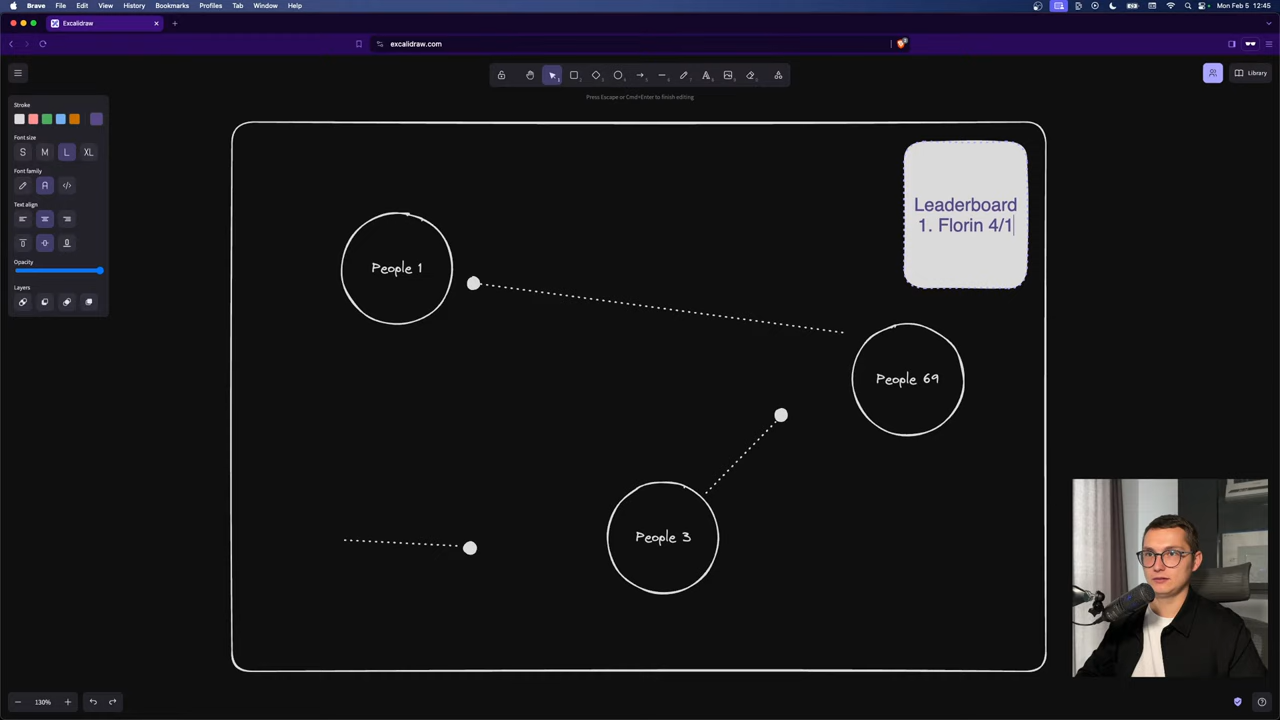 Brave File Edit View History Bookmarks Profiles Tab Window Help
Mon Feb 5 12:45
Excalidraw
excalidraw.com
Press Escape or Cmd+Enter to finish editing
Library
Stroke
Font size
S M L XL
Font family
A
Text align
Opacity
Layers
Leaderboard
1. Florin 4/1
People 1
People 69
People 3
130%